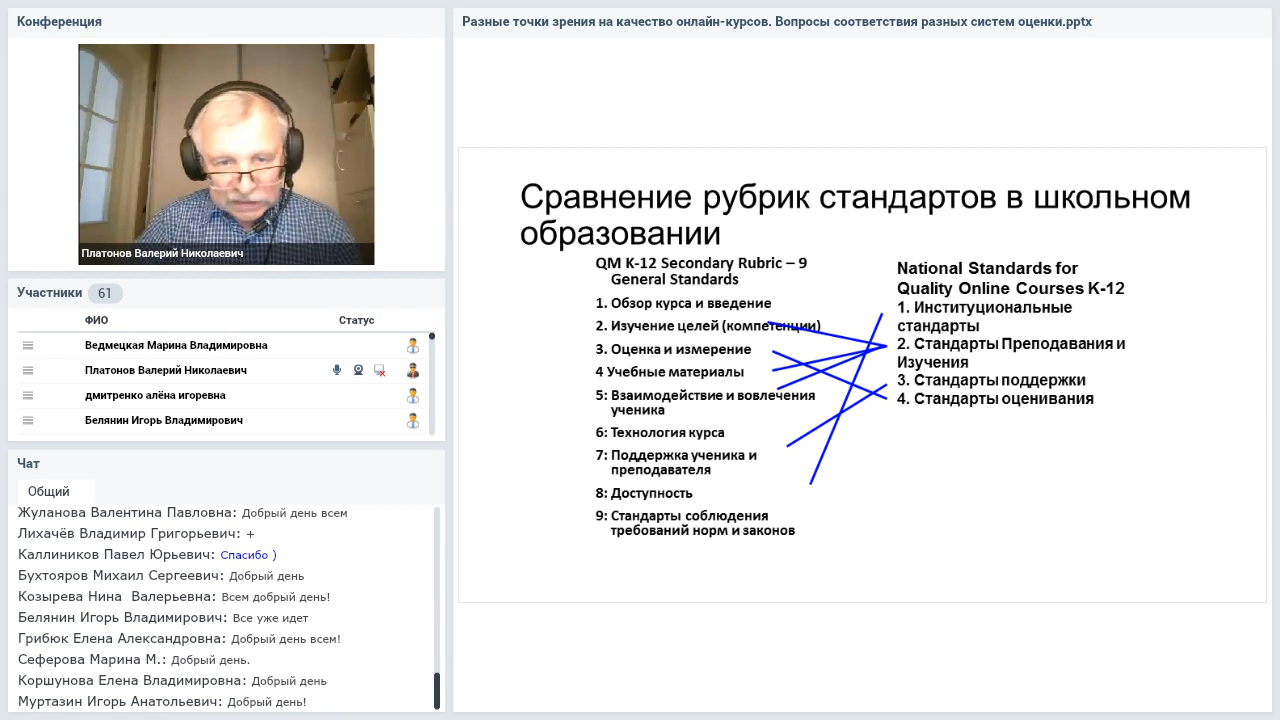 Конференция
Платонов Валерий Николаевич
Участники 61
ФИО Статус
Ведмецкая Марина Владимировна
Платонов Валерий Николаевич
дмитренко алёна игоревна
Белянин Игорь Владимирович
Чат
Общий
Жуланова Валентина Павловна: Добрый день всем
Лихачёв Владимир Григорьевич: +
Каллиников Павел Юрьевич: Спасибо )
Бухтояров Михаил Сергеевич: Добрый день
Козырева Нина Валерьевна: Всем добрый день!
Белянин Игорь Владимирович: Все уже идет
Грибюк Елена Александровна: Добрый день всем!
Сеферова Марина М.: Добрый день.
Коршунова Елена Владимировна: Добрый день
Муртазин Игорь Анатольевич: Добрый день!
Разные точки зрения на качество онлайн-курсов. Вопросы соответствия разных систем оценки.pptx
Сравнение рубрик стандартов в школьном
образовании
QM K-12 Secondary Rubric – 9
General Standards
1. Обзор курса и введение
2. Изучение целей (компетенции)
3. Оценка и измерение
4 Учебные материалы
5: Взаимодействие и вовлечения
ученика
6: Технология курса
7: Поддержка ученика и
преподавателя
8: Доступность
9: Стандарты соблюдения
требований норм и законов
National Standards for
Quality Online Courses K-12
1. Институциональные
стандарты
2. Стандарты Преподавания и
Изучения
3. Стандарты поддержки
4. Стандарты оценивания